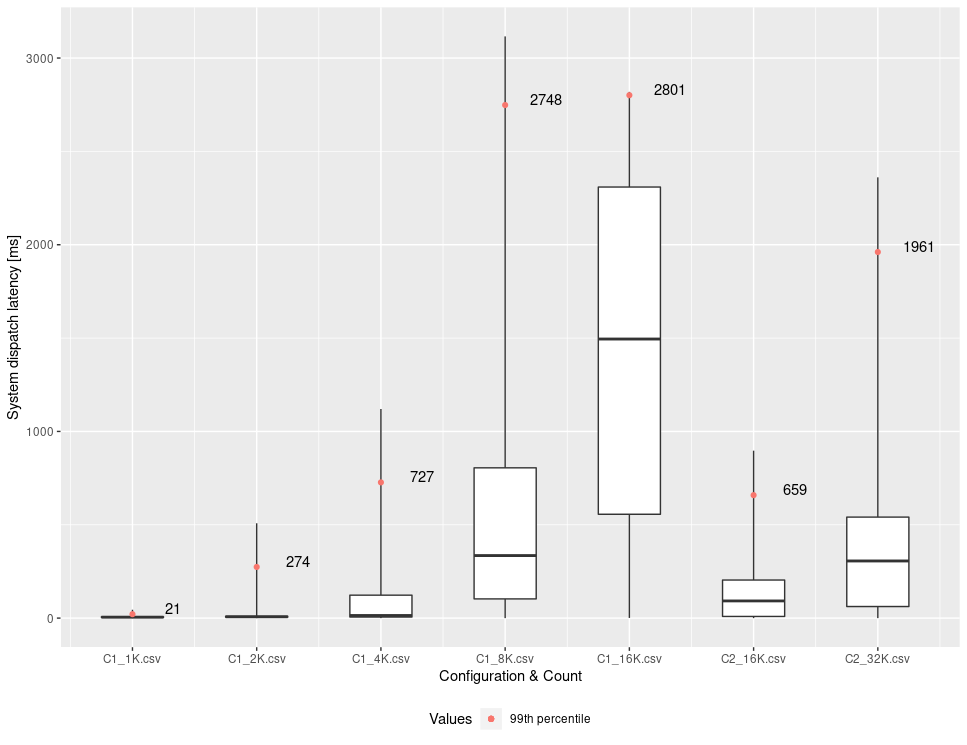 3000
2000
1000
0
System dispatch latency [ms]
21
274
727
2748
2801
659
1961
C1_1K.csv C1_2K.csv C1_4K.csv C1_8K.csv C1_16K.csv C2_16K.csv C2_32K.csv
Configuration & Count
Values 99th percentile